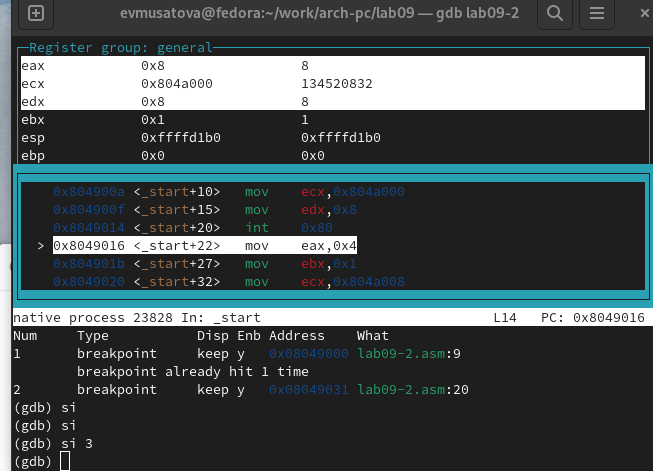 evmusatova@fedora:~/work/arch-pc/lab09 — gdb lab09-2
Register group: general
eax 0x8 8
ecx 0x804a000 134520832
edx 0x8 8
ebx 0x1 1
esp 0xffffd1b0 0xffffd1b0
ebp 0x0 0x0
0x804900a <_start+10> mov ecx,0x804a000
0x804900f <_start+15> mov edx,0x8
0x8049014 <_start+20> int 0x80
> 0x8049016 <_start+22> mov eax,0x4
0x804901b <_start+27> mov ebx,0x1
0x8049020 <_start+32> mov ecx,0x804a008
native process 23828 In: _start L14 PC: 0x8049016
Num Type Disp Enb Address What
1 breakpoint keep y 0x08049000 lab09-2.asm:9
breakpoint already hit 1 time
2 breakpoint keep y 0x08049031 lab09-2.asm:20
(gdb) si
(gdb) si
(gdb) si 3
(gdb)